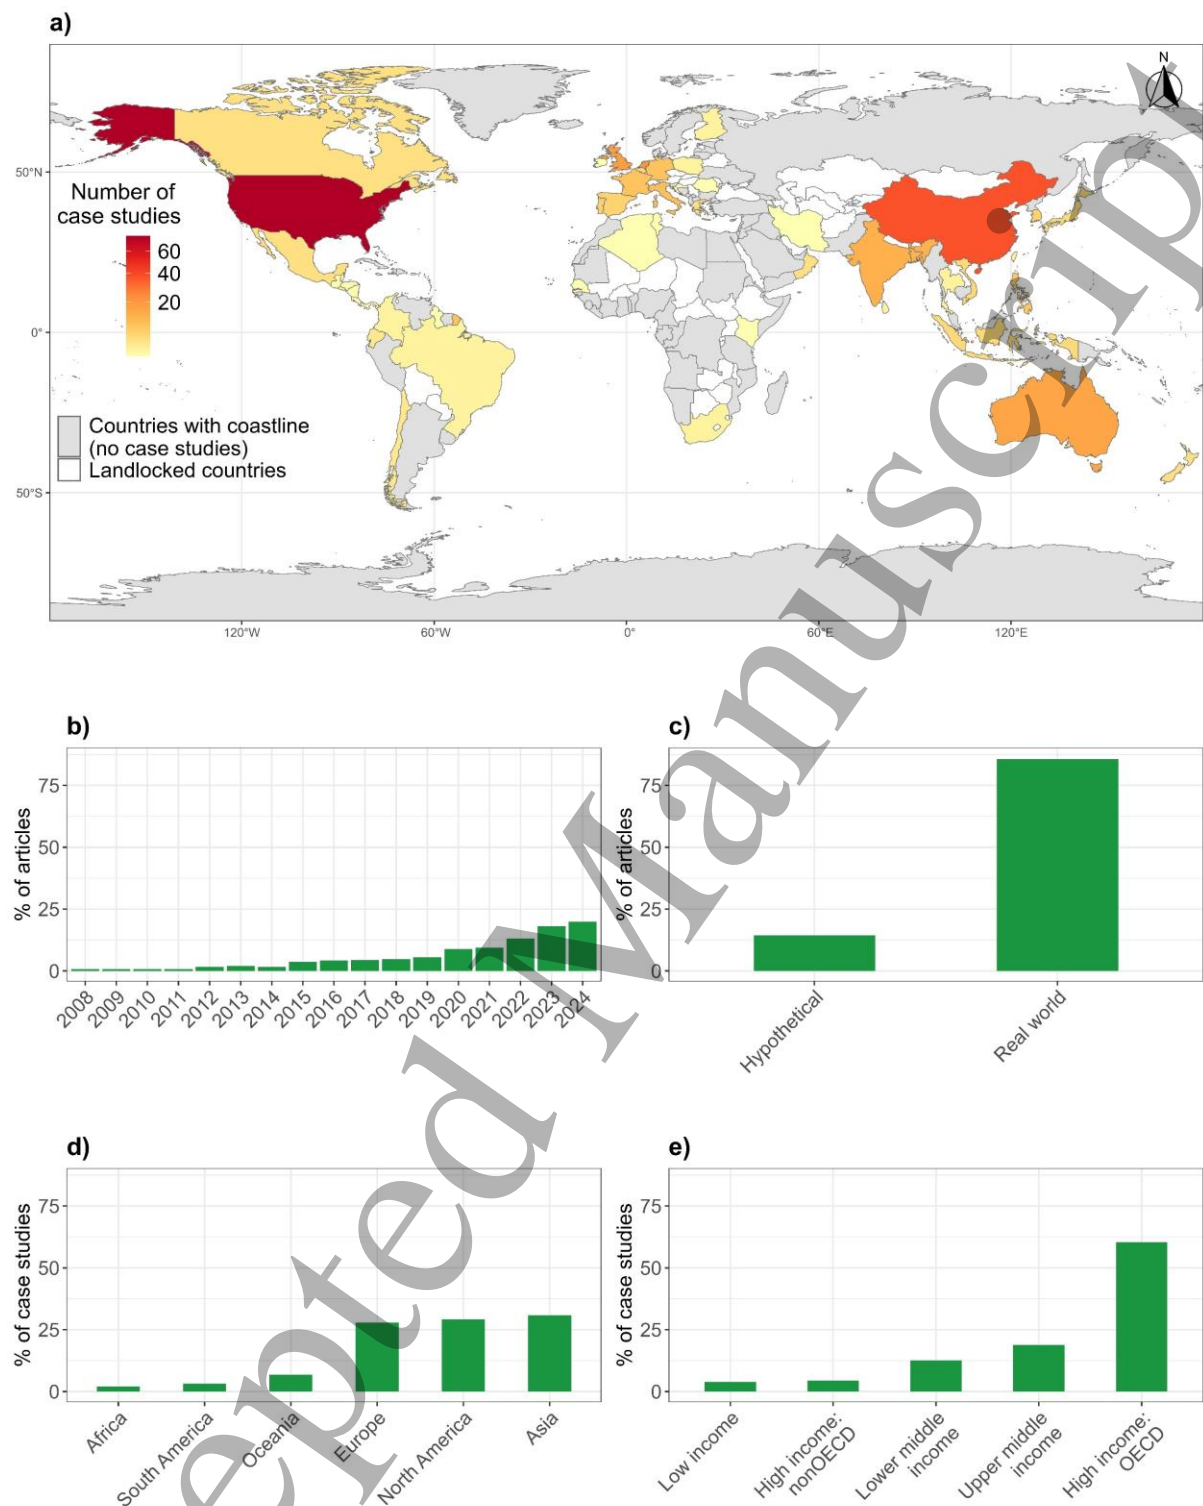 a)
N
50°N
0°
50°S
Number of
case studies
60
40
20
Countries with coastline
(no case studies)
Landlocked countries
120°W
60°W
0°
60°E
120°E
b)
% of articles
75
50
25
0
2008
2009
2010
2011
2012
2013
2014
2015
2016
2017
2018
2019
2020
2021
2022
2023
2024
c)
% of articles
75
50
25
0
Hypothetical
Real world
d)
% of case studies
75
50
25
0
Africa
South America
Oceania
Europe
North America
Asia
e)
% of case studies
75
50
25
0
Low income
High income:
nonOECD
Lower middle
income
Upper middle
income
High income:
OECD
epted Manuscrip